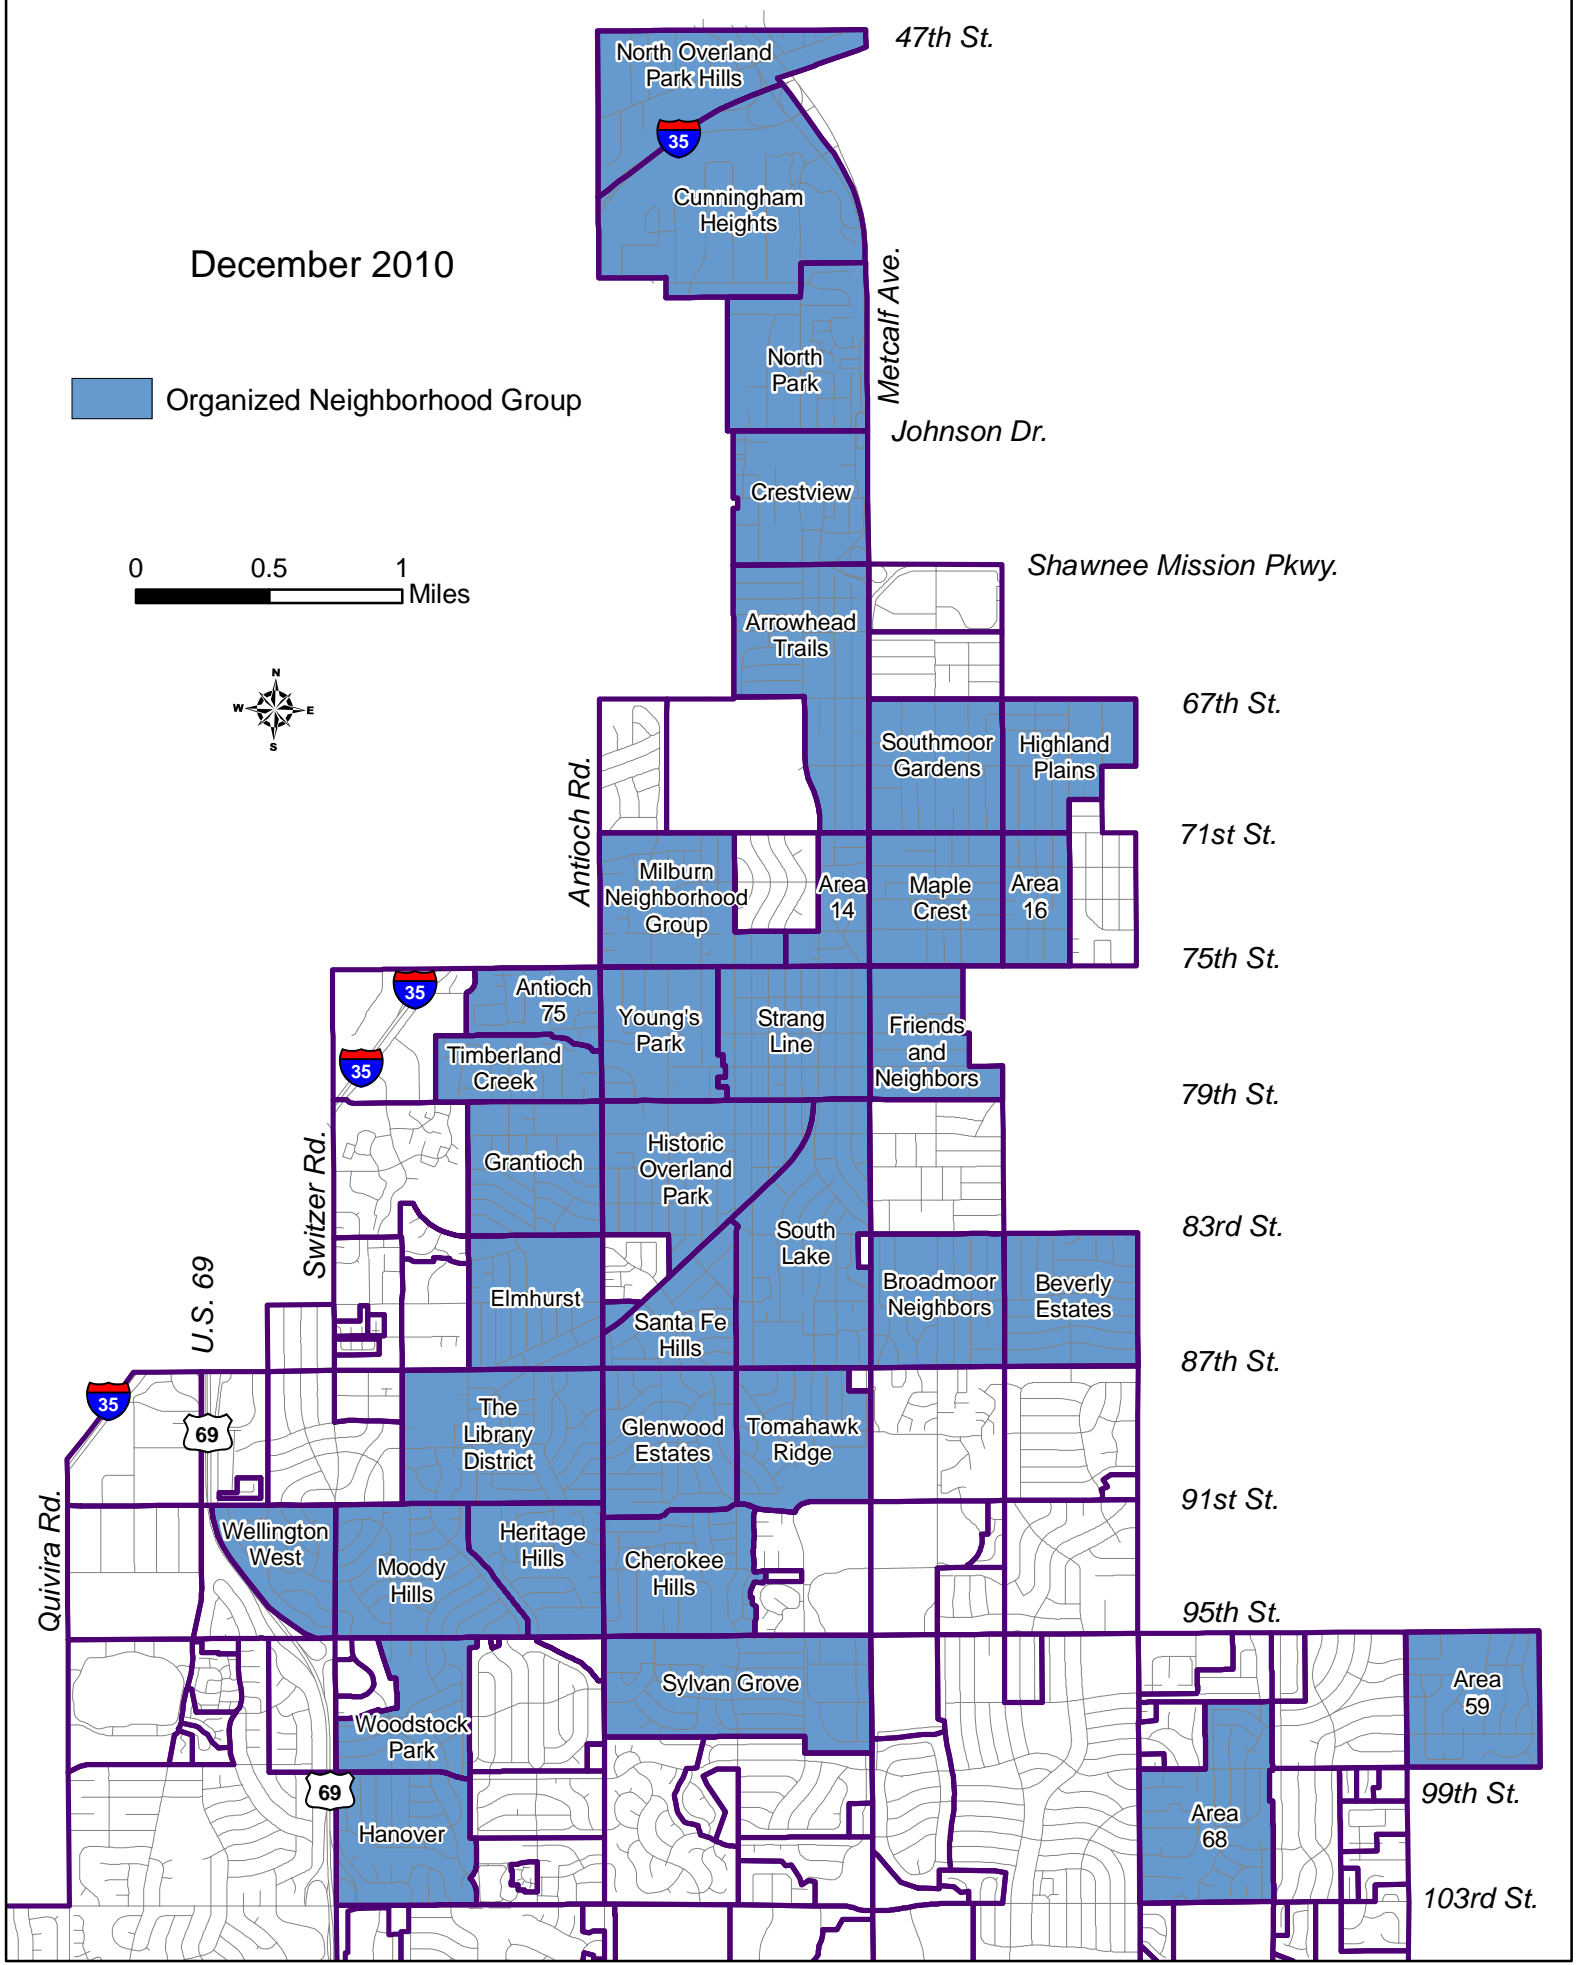 47th St.
North Overland
Park Hills
35
Cunningham
Heights
December 2010
Metcalf Ave.
North
Park
Organized Neighborhood Group
Johnson Dr.
Crestview
0 0.5 1
Miles
Shawnee Mission Pkwy.
Arrowhead
Trails
N
W E
S
67th St.
Southmoor
Gardens
Highland
Plains
Antioch Rd.
71st St.
Milburn
Neighborhood
Group
Area
14
Maple
Crest
Area
16
75th St.
35
Antioch
75
Young's
Park
Strang
Line
Friends
and
Neighbors
35
Timberland
Creek
79th St.
Switzer Rd.
Grantioch
Historic
Overland
Park
83rd St.
South
Lake
U.S. 69
Elmhurst
Santa Fe
Hills
Broadmoor
Neighbors
Beverly
Estates
87th St.
35
69
The
Library
District
Glenwood
Estates
Tomahawk
Ridge
91st St.
Quivira Rd.
Wellington
West
Moody
Hills
Heritage
Hills
Cherokee
Hills
95th St.
Sylvan Grove
Area
59
Woodstock
Park
69
99th St.
Hanover
Area
68
103rd St.